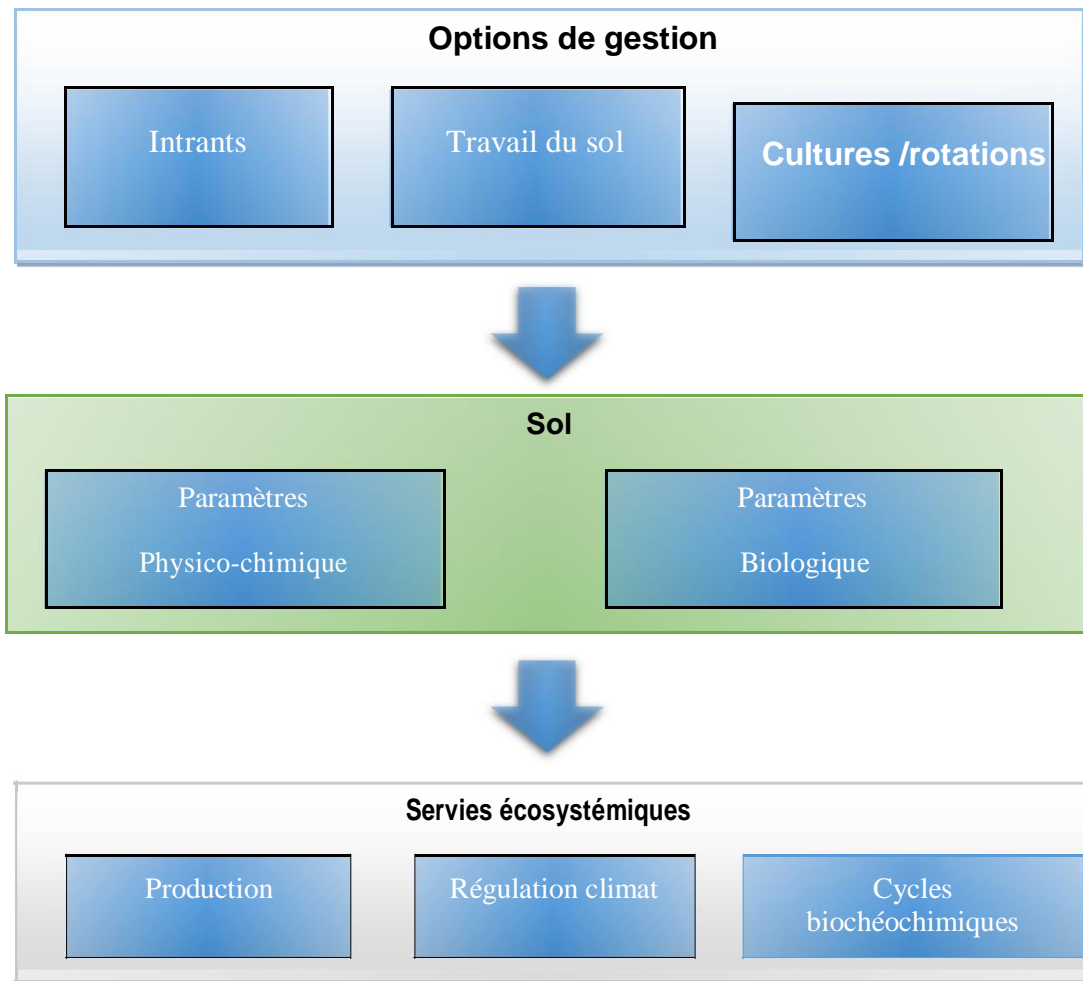 Options de gestion
Intrants
Travail du sol
Cultures /rotations
Sol
Paramètres
Physico-chimique
Paramètres
Biologique
Servies écosystémiques
Production
Régulation climat
Cycles
biochéochimiques